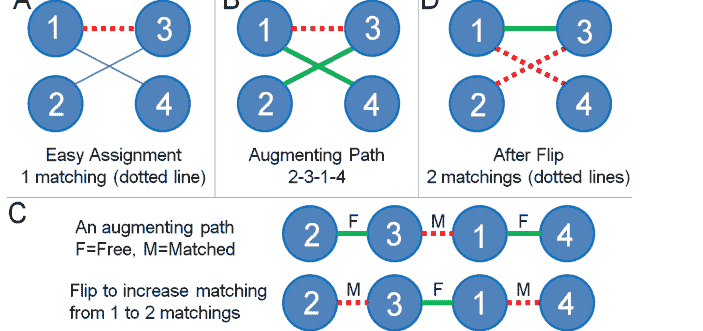 A
B
D
1
3
1
3
1
3
2
4
2
4
2
4
Easy Assignment
1 matching (dotted line)
Augmenting Path
2-3-1-4
After Flip
2 matchings (dotted lines)
C
An augmenting path
F=Free, M=Matched
F
M
F
2
3
1
4
Flip to increase matching
from 1 to 2 matchings
M
F
M
2
3
1
4